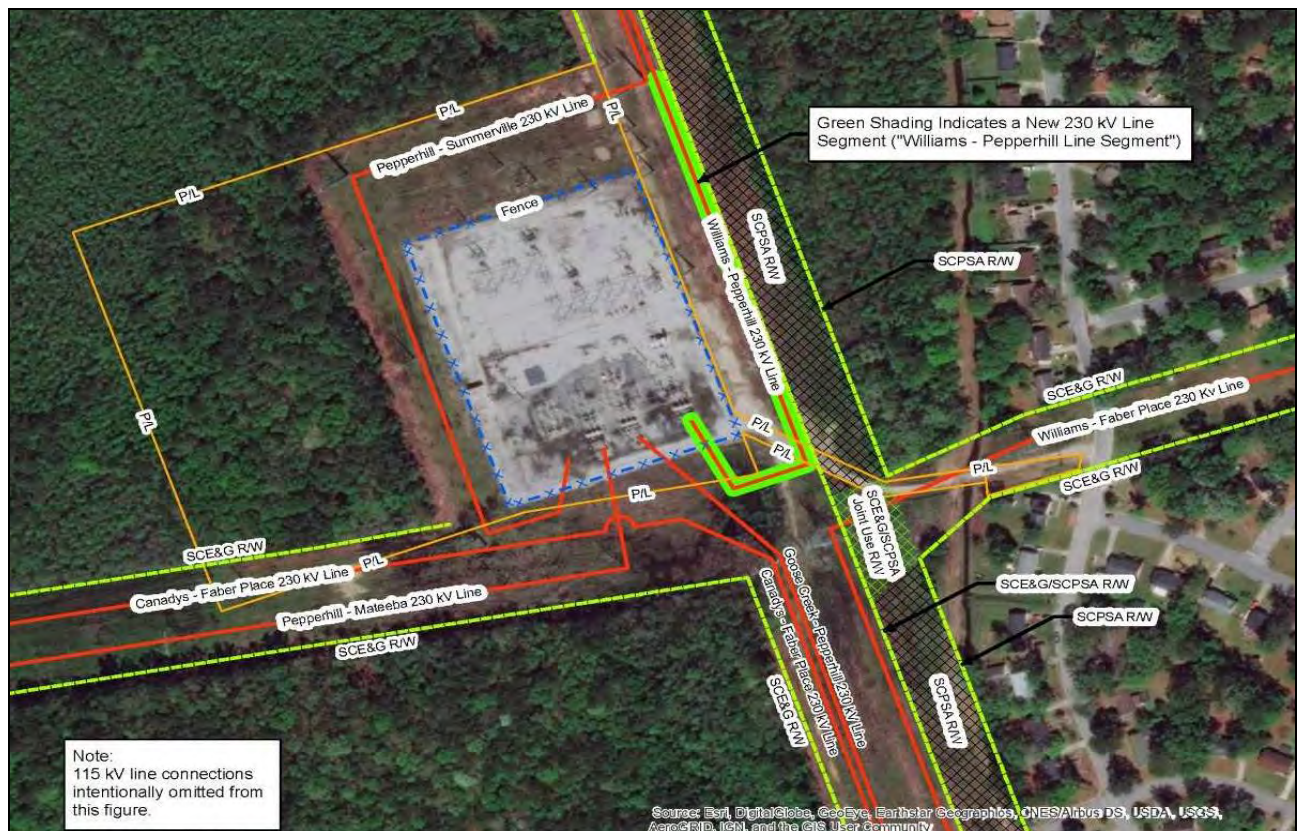 P/L
Pepperhill - Summerville 230 kV Line
P/L
Green Shading Indicates a New 230 kV Line
Segment ("Williams - Pepperhill Line Segment")
P/L
Fence
Williams - Pepperhill 230 kV Line
SCPSA R/W
SCPSA R/W
SCE&G R/W
Williams - Faber Place 230 Kv Line
P/L
P/L
P/L
P/L
SCE&G R/W
P/L
SCE&G/SCPSA
Joint Use R/W
SCE&G R/W
P/L
Canadys - Faber Place 230 kV Line
Pepperhill - Mateeba 230 kV Line
SCE&G R/W
Goose Creek - Pepperhill 230 kV Line
Canadys - Faber Place 230 kV Line
SCE&G/SCPSA R/W
SCPSA R/W
SCE&G R/W
SCPSA R/W
Note:
115 kV line connections
intentionally omitted from
this figure.
Source: Esri, DigitalGlobe, GeoEye, Earthstar Geographics, CNES/Airbus DS, USDA, USGS,
AeroGRID, IGN, and the GIS User Community